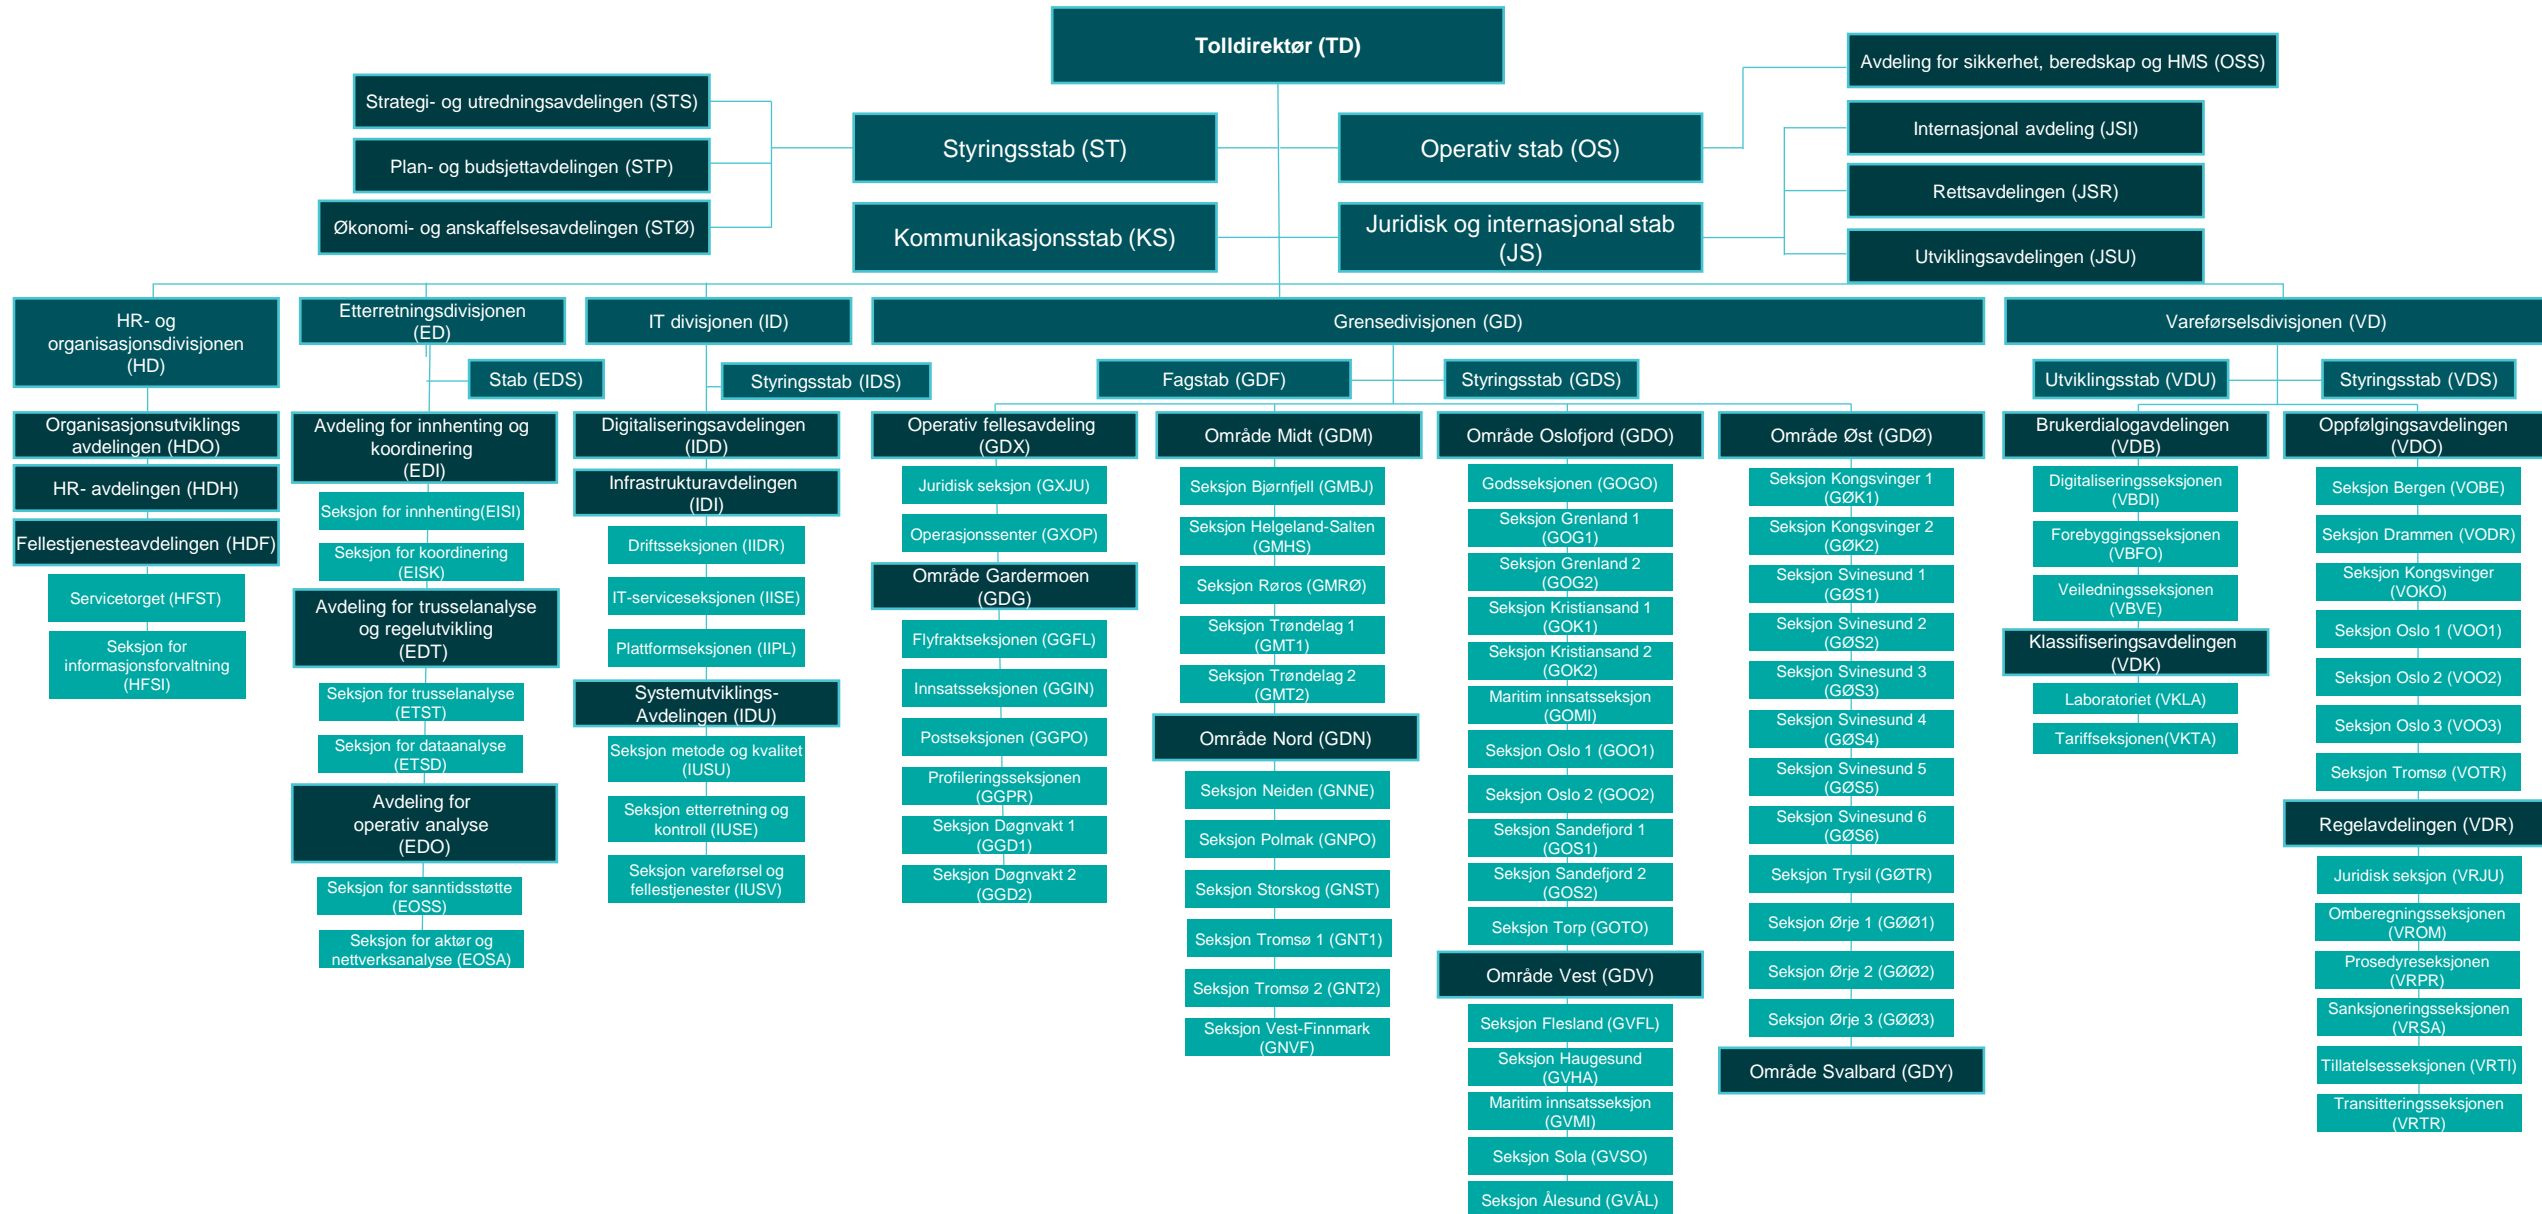 Tolldirektør (TD)
Strategi- og utredningsavdelingen (STS)
Plan- og budsjettavdelingen (STP)
Økonomi- og anskaffelsesavdelingen (STØ)
Styringsstab (ST)
Operativ stab (OS)
Kommunikasjonsstab (KS)
Juridisk og internasjonal stab
(JS)
Avdeling for sikkerhet, beredskap og HMS (OSS)
Internasjonal avdeling (JSI)
Rettsavdelingen (JSR)
Utviklingsavdelingen (JSU)
HR- og
organisasjonsdivisjonen
(HD)
Organisasjonsutviklings
avdelingen (HDO)
HR- avdelingen (HDH)
Fellestjenesteavdelingen (HDF)
Servicetorget (HFST)
Seksjon for
informasjonsforvaltning
(HFSI)
Etterretningsdivisjonen
(ED)
Stab (EDS)
Avdeling for innhenting og
koordinering
(EDI)
Seksjon for innhenting(EISI)
Seksjon for koordinering
(EISK)
Avdeling for trusselanalyse
og regelutvikling
(EDT)
Seksjon for trusselanalyse
(ETST)
Seksjon for dataanalyse
(ETSD)
Avdeling for
operativ analyse
(EDO)
Seksjon for sanntidsstøtte
(EOSS)
Seksjon for aktør og
nettverksanalyse (EOSA)
IT divisjonen (ID)
Styringsstab (IDS)
Digitaliseringsavdelingen
(IDD)
Infrastrukturavdelingen
(IDI)
Driftsseksjonen (IIDR)
IT-serviceseksjonen (IISE)
Plattformseksjonen (IIPL)
Systemutviklings-
Avdelingen (IDU)
Seksjon metode og kvalitet
(IUSU)
Seksjon etterretning og
kontroll (IUSE)
Seksjon vareførsel og
fellestjenester (IUSV)
Grensedivisjonen (GD)
Fagstab (GDF)
Styringsstab (GDS)
Operativ fellesavdeling
(GDX)
Juridisk seksjon (GXJU)
Operasjonssenter (GXOP)
Område Gardermoen
(GDG)
Flyfraktseksjonen (GGFL)
Innsatsseksjonen (GGIN)
Postseksjonen (GGPO)
Profileringsseksjonen
(GGPR)
Seksjon Døgnvakt 1
(GGD1)
Seksjon Døgnvakt 2
(GGD2)
Område Midt (GDM)
Seksjon Bjørnfjell (GMBJ)
Seksjon Helgeland-Salten
(GMHS)
Seksjon Røros (GMRØ)
Seksjon Trøndelag 1
(GMT1)
Seksjon Trøndelag 2
(GMT2)
Område Nord (GDN)
Seksjon Neiden (GNNE)
Seksjon Polmak (GNPO)
Seksjon Storskog (GNST)
Seksjon Tromsø 1 (GNT1)
Seksjon Tromsø 2 (GNT2)
Seksjon Vest-Finnmark
(GNVF)
Område Oslofjord (GDO)
Godsseksjonen (GOGO)
Seksjon Grenland 1
(GOG1)
Seksjon Grenland 2
(GOG2)
Seksjon Kristiansand 1
(GOK1)
Seksjon Kristiansand 2
(GOK2)
Maritim innsatsseksjon
(GOMI)
Seksjon Oslo 1 (GOO1)
Seksjon Oslo 2 (GOO2)
Seksjon Sandefjord 1
(GOS1)
Seksjon Sandefjord 2
(GOS2)
Seksjon Torp (GOTO)
Område Vest (GDV)
Seksjon Flesland (GVFL)
Seksjon Haugesund
(GVHA)
Maritim innsatsseksjon
(GVMI)
Seksjon Sola (GVSO)
Seksjon Ålesund (GVÅL)
Område Øst (GDØ)
Seksjon Kongsvinger 1
(GØK1)
Seksjon Kongsvinger 2
(GØK2)
Seksjon Svinesund 1
(GØS1)
Seksjon Svinesund 2
(GØS2)
Seksjon Svinesund 3
(GØS3)
Seksjon Svinesund 4
(GØS4)
Seksjon Svinesund 5
(GØS5)
Seksjon Svinesund 6
(GØS6)
Seksjon Trysil (GØTR)
Seksjon Ørje 1 (GØØ1)
Seksjon Ørje 2 (GØØ2)
Seksjon Ørje 3 (GØØ3)
Område Svalbard (GDY)
Vareførselsdivisjonen (VD)
Utviklingsstab (VDU)
Styringsstab (VDS)
Brukerdialogavdelingen
(VDB)
Digitaliseringsseksjonen
(VBDI)
Forebyggingsseksjonen
(VBFO)
Veiledningsseksjonen
(VBVE)
Klassifiseringsavdelingen
(VDK)
Laboratoriet (VKLA)
Tariffseksjonen(VKTA)
Oppfølgingsavdelingen
(VDO)
Seksjon Bergen (VOBE)
Seksjon Drammen (VODR)
Seksjon Kongsvinger
(VOKO)
Seksjon Oslo 1 (VOO1)
Seksjon Oslo 2 (VOO2)
Seksjon Oslo 3 (VOO3)
Seksjon Tromsø (VOTR)
Regelavdelingen (VDR)
Juridisk seksjon (VRJU)
Omberegningsseksjonen
(VROM)
Prosedyreseksjonen
(VRPR)
Sanksjoneringsseksjonen
(VRSA)
Tillatelsesseksjonen (VRTI)
Transitteringsseksjonen
(VRTR)